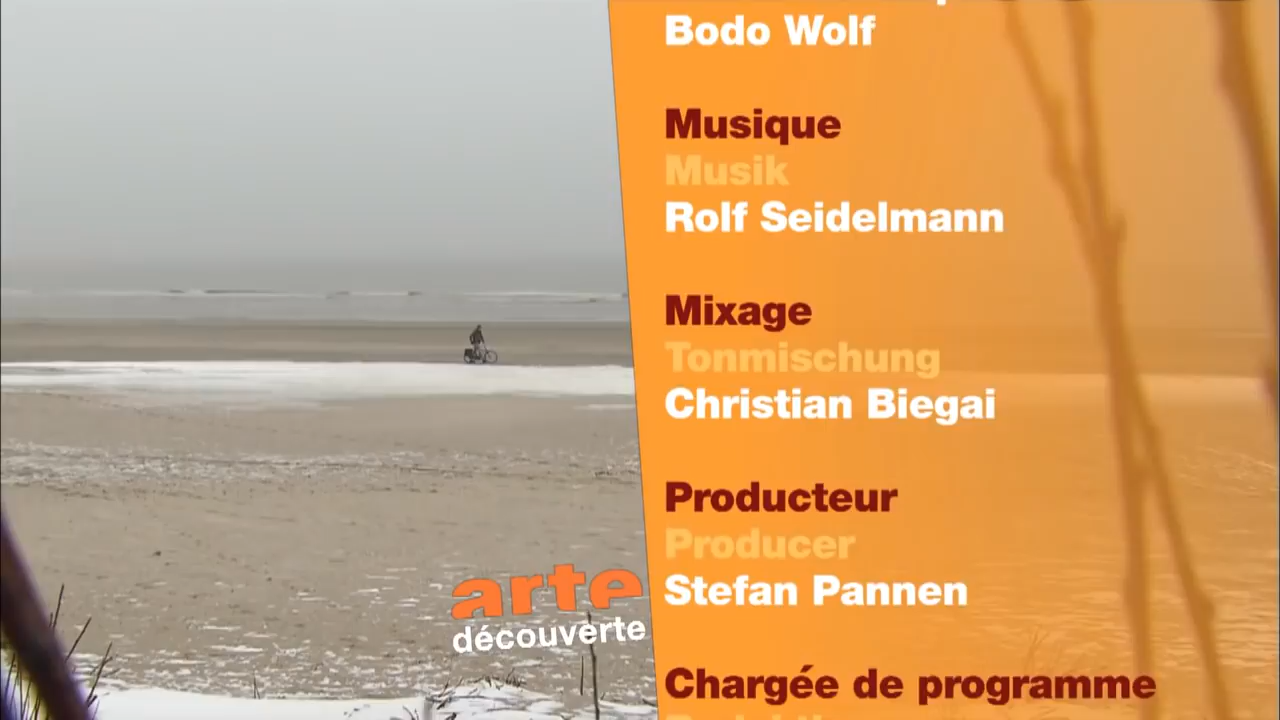 Bodo Wolf
Musique
Musik
Rolf Seidelmann
Mixage
Tonmischung
Christian Biegai
Producteur
Producer
Stefan Pannen
Chargée de programme
arte
découverte